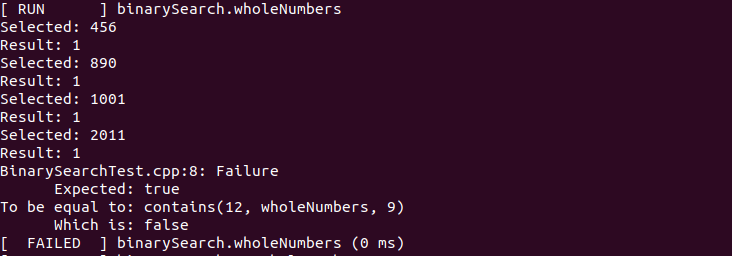 [ RUN      ] binarySearch.wholeNumbers
Selected: 456
Result: 1
Selected: 890
Result: 1
Selected: 1001
Result: 1
Selected: 2011
Result: 1
BinarySearchTest.cpp:8: Failure
      Expected: true
To be equal to: contains(12, wholeNumbers, 9)
      Which is: false
[  FAILED  ] binarySearch.wholeNumbers (0 ms)